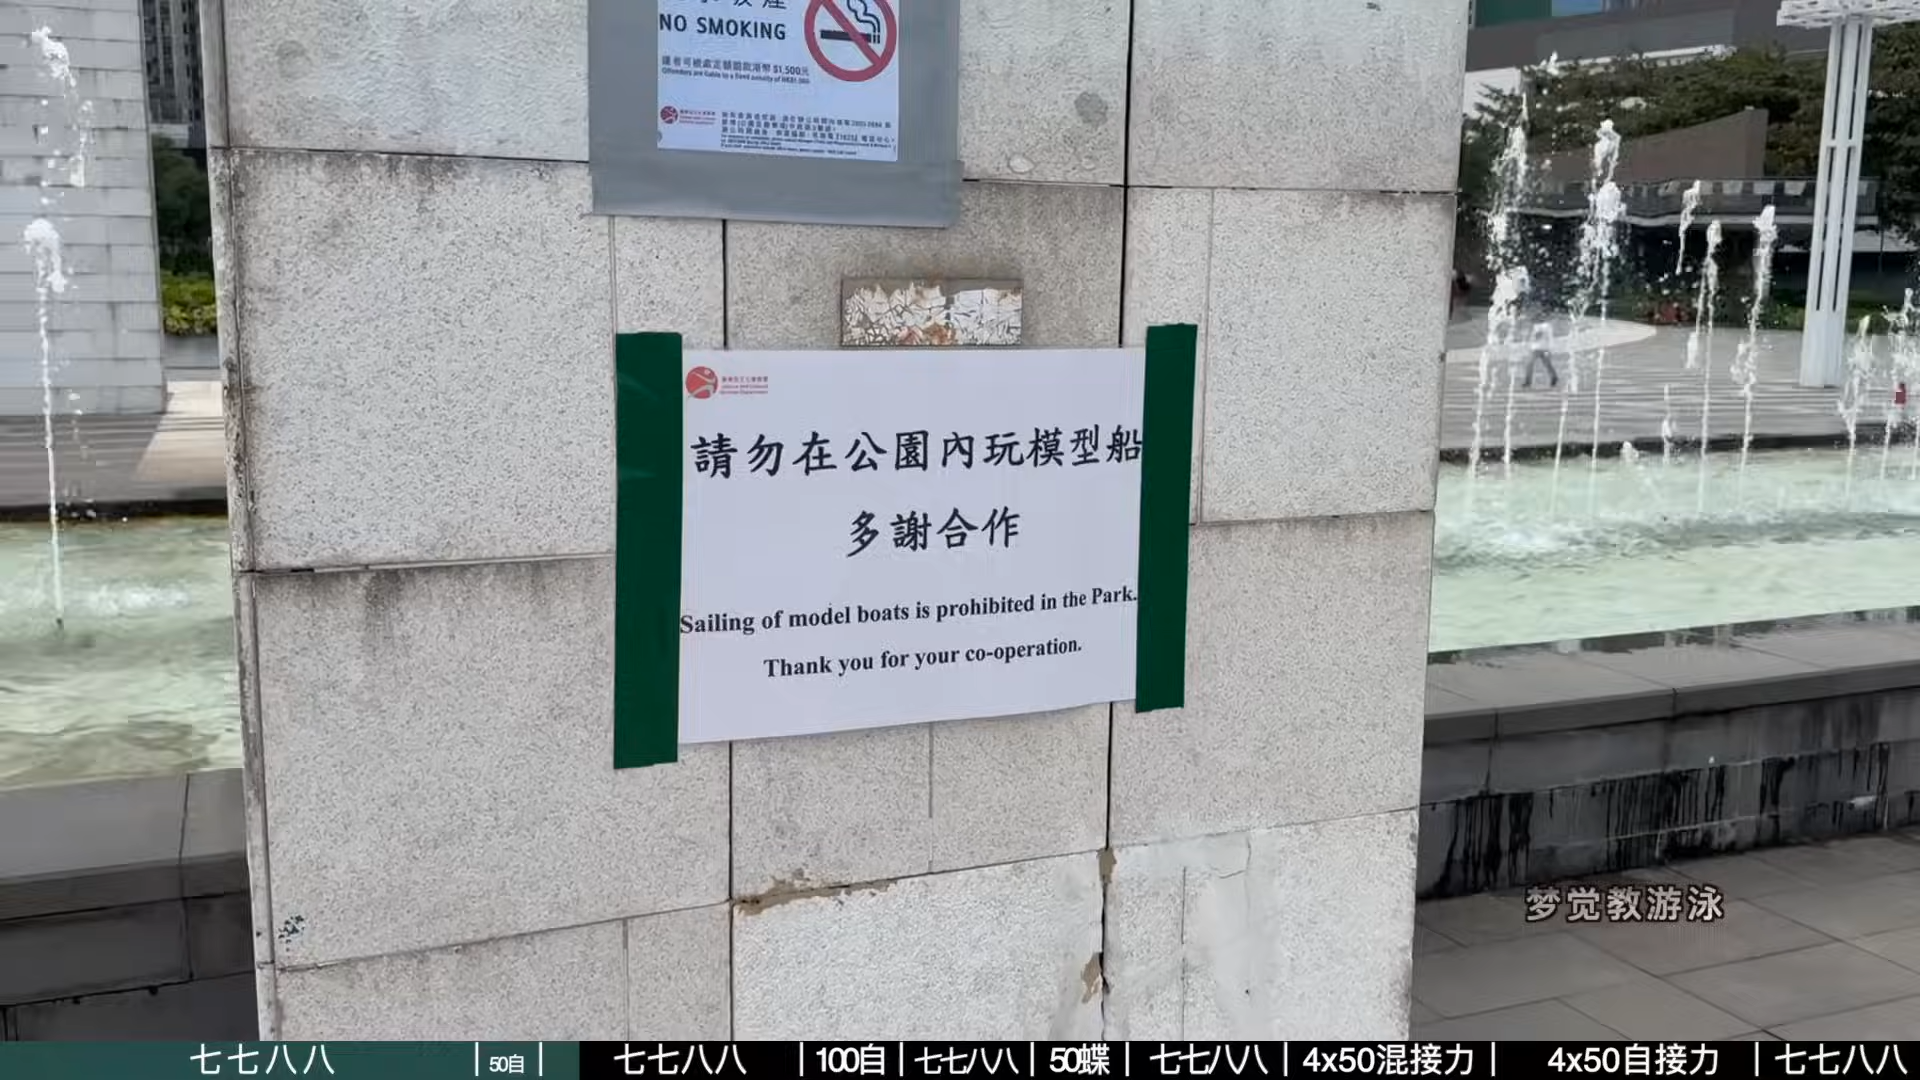 NO SMOKING
違者可被處定額罰款港幣 $1,500元
請勿在公園內玩模型船
多謝合作
Sailing of model boats is prohibited in the Park.
Thank you for your co-operation.
梦觉教游泳
七七八八 | 50自 | 七七八八 | 100自 | 七七八八 | 50蝶 | 七七八八 | 4x50混接力 | 4x50自接力 | 七七八八